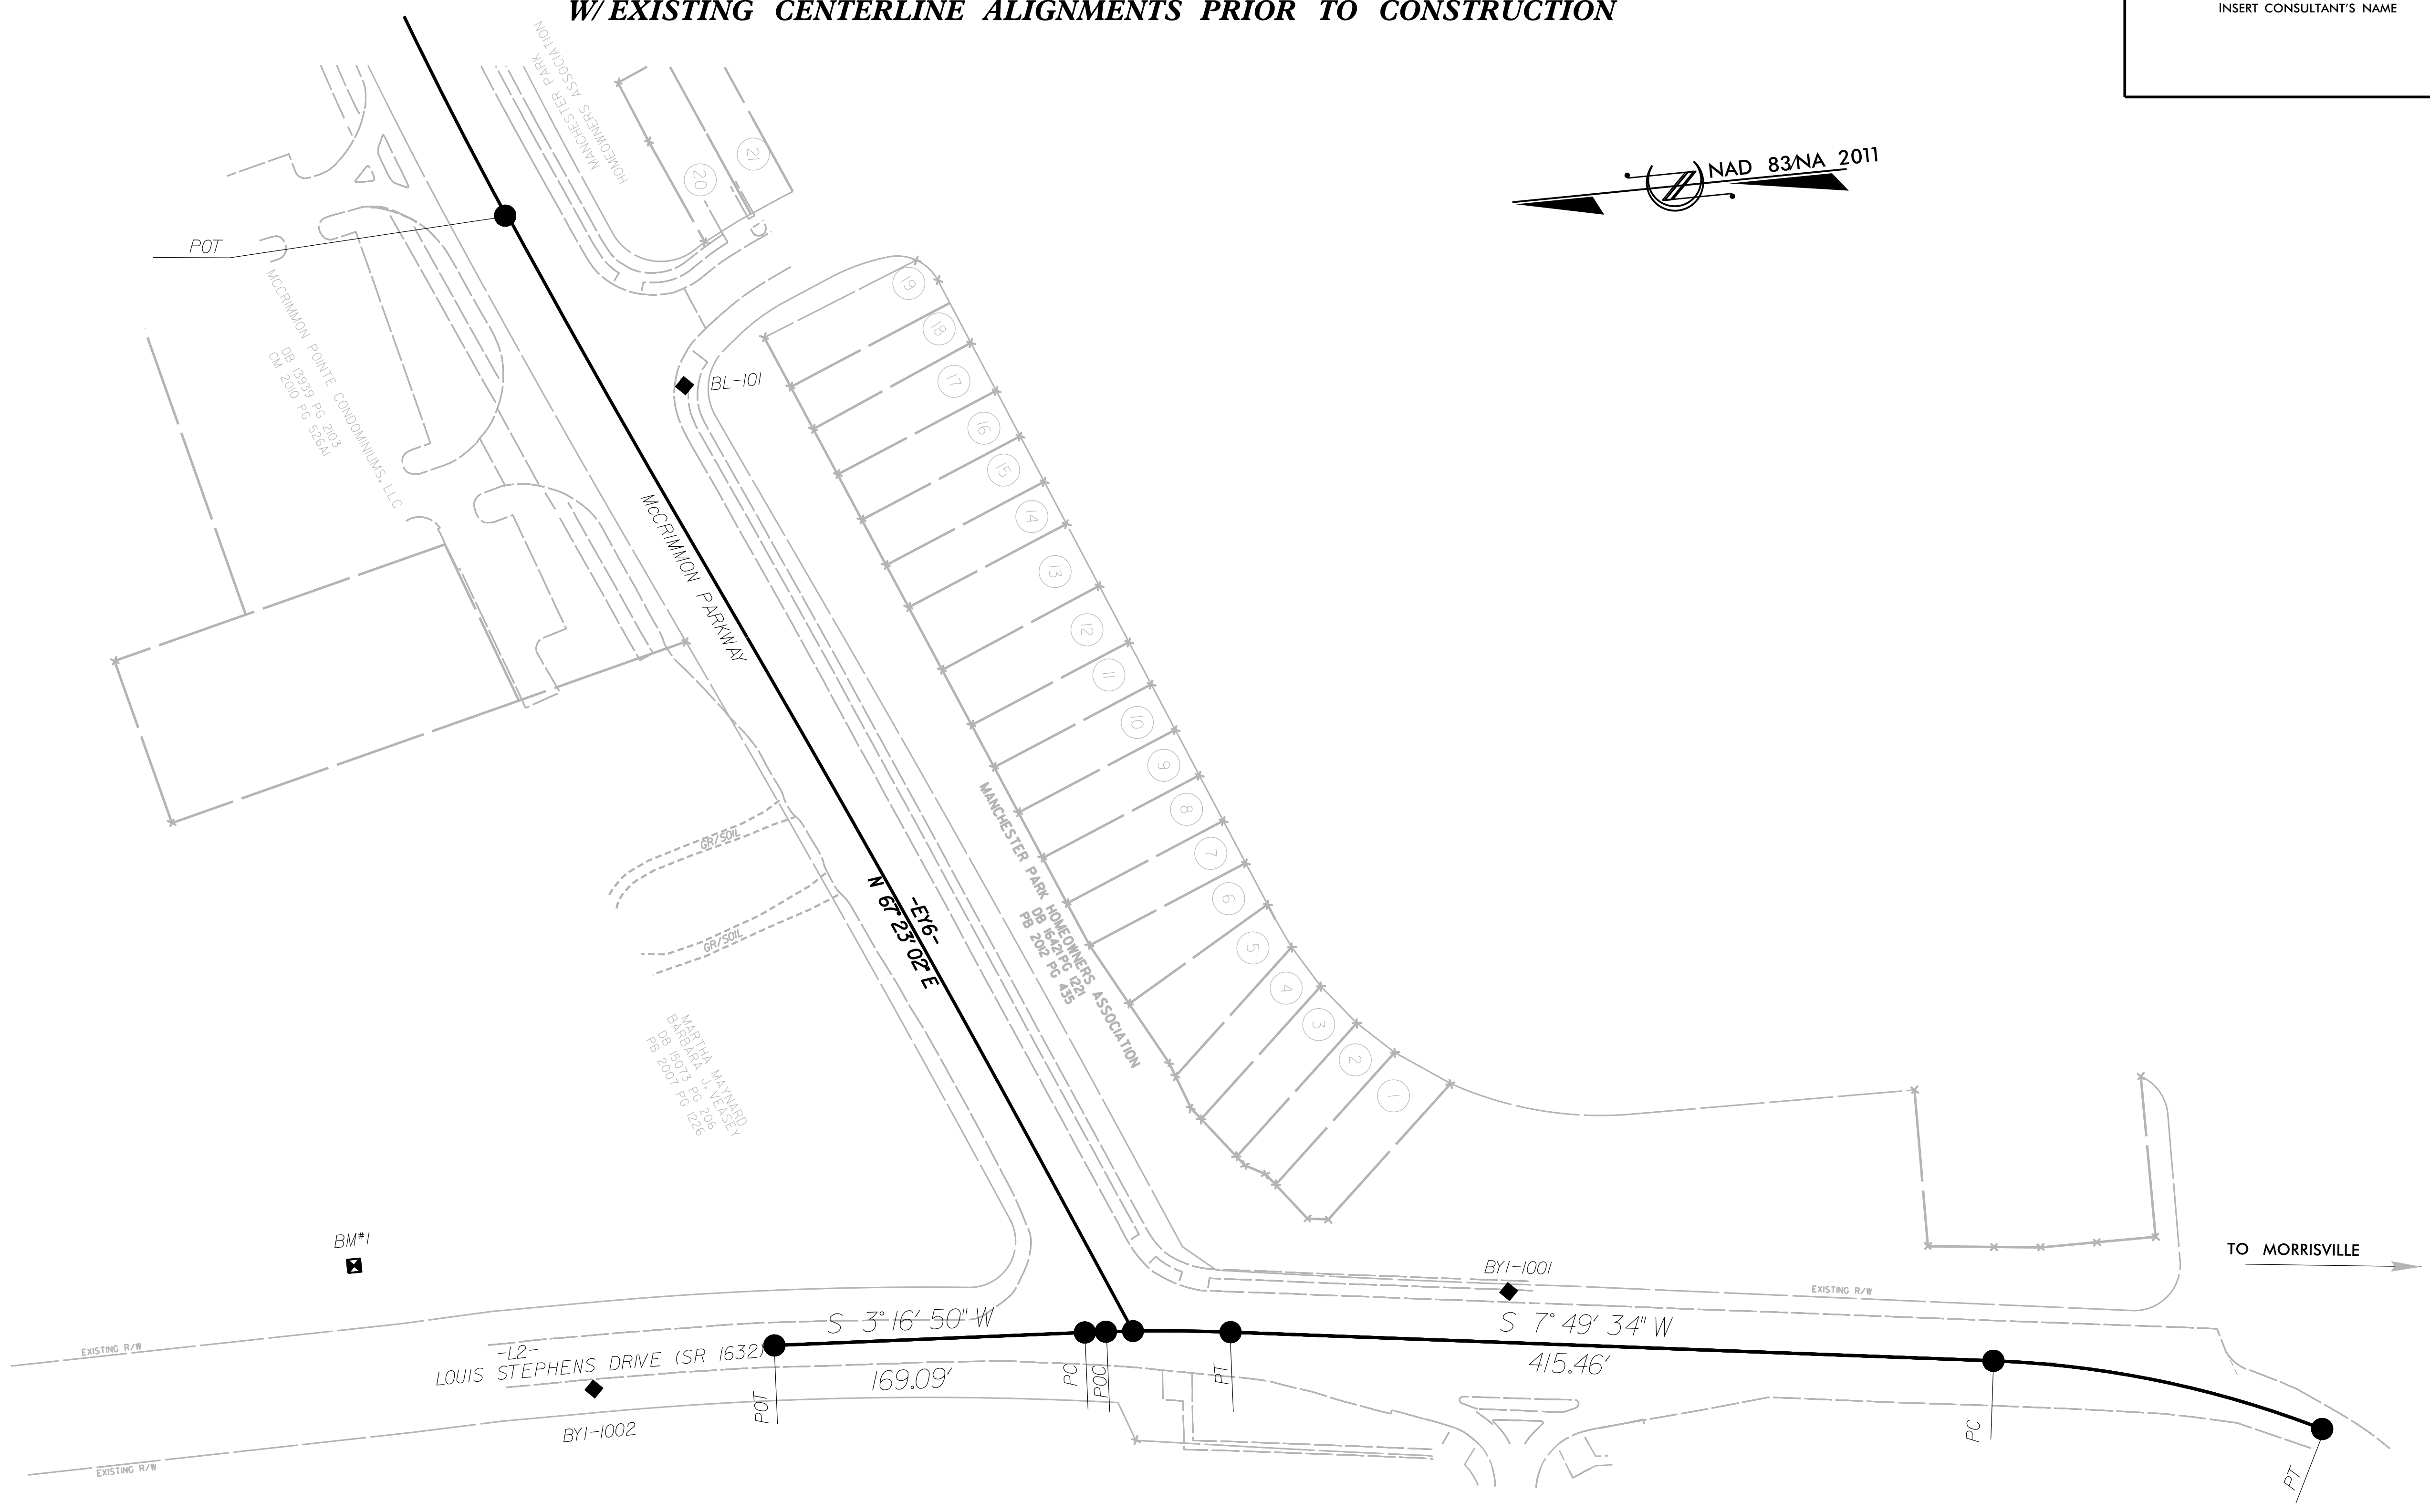 W/ EXISTING CENTERLINE ALIGNMENTS PRIOR TO CONSTRUCTION
INSERT CONSULTANT'S NAME
MANCHESTER PARK
HOMEOWNERS ASSOCIATION
21
20
NAD 83/NA 2011
POT
MCCRIMMON POINTE CONDOMINIUMS, LLC
DB 13939 PG 2103
CM 2010 PG 526A1
BL-101
19
18
17
16
15
14
13
12
11
10
9
8
7
6
5
4
3
2
1
McCRIMMON PARKWAY
GR/SOIL
GR/SOIL
-EY6-
N 67° 23' 02" E
MANCHESTER PARK HOMEOWNERS ASSOCIATION
DB 16421 PG 1221
PB 2012 PG 435
MARTHA MAYNARD
BARBARA J. VEASEY
DB 15073 PG 206
PB 2007 PG 1226
BM#1
BY1-1001
TO MORRISVILLE
EXISTING R/W
S 3° 16' 50" W
S 7° 49' 34" W
EXISTING R/W
-L2-
LOUIS STEPHENS DRIVE (SR 1632)
169.09'
415.46'
POT
PC
POC
PT
PC
PT
BY1-1002
EXISTING R/W